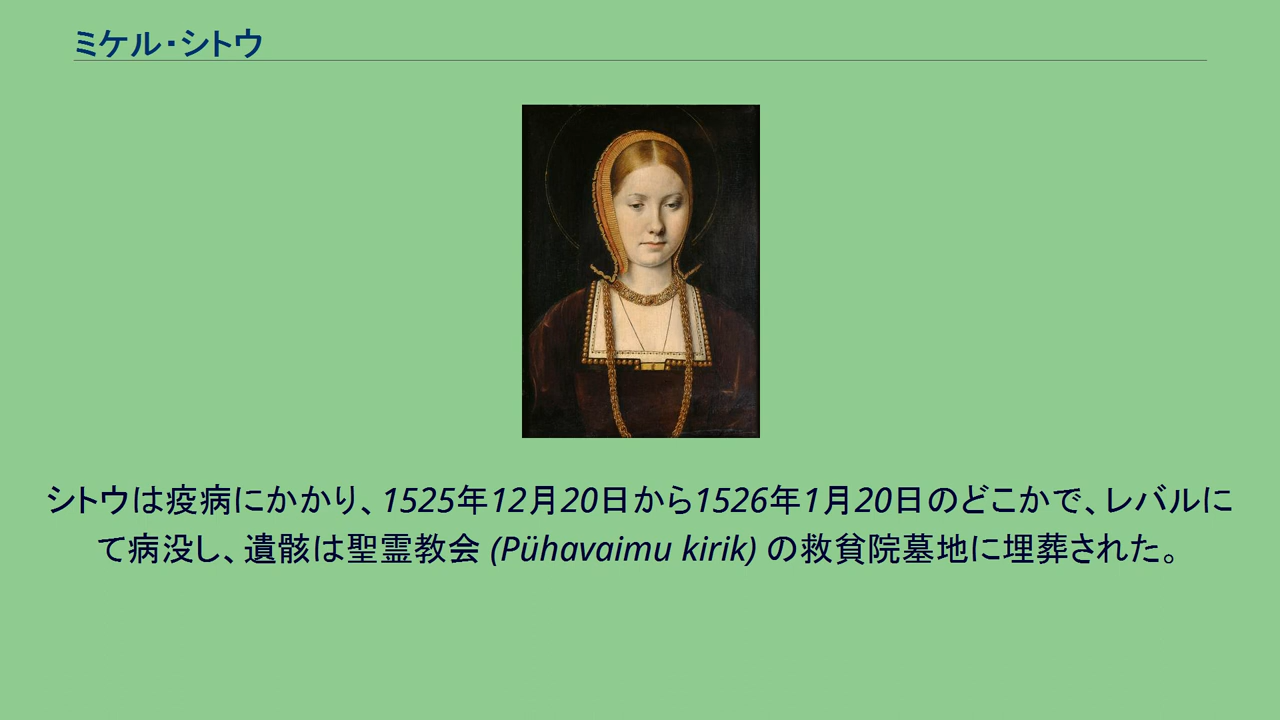 ミケル・シトウ
シトウは疫病にかかり、1525年12月20日から1526年1月20日のどこかで、レバルに
て病没し、遺骸は聖霊教会 (Pühavaimu kirik) の救貧院墓地に埋葬された。